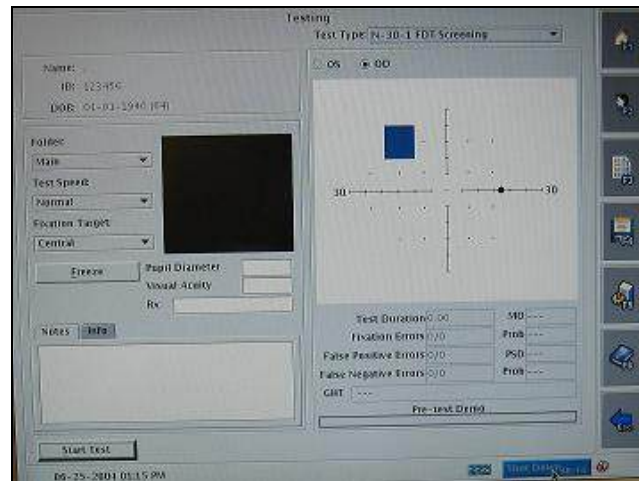 Testing
Test Type: N-30-1 FDT Screening
Name:
ID: 123456
DOB: 01-01-1940 (64)
OS OD
Folder:
Main
Test Speed:
Normal
Fixation Target:
Central
Freeze
Pupil Diameter
Visual Acuity
Rx:
Notes Info
30 30
Test Duration 0:00 MD ---
Fixation Errors 0/0 Prob ---
False Positive Errors 0/0 PSD ---
False Negative Errors 0/0 Prob ---
GHT ---
Pre-test Demo
Start Test
06-25-2004 01:15 PM